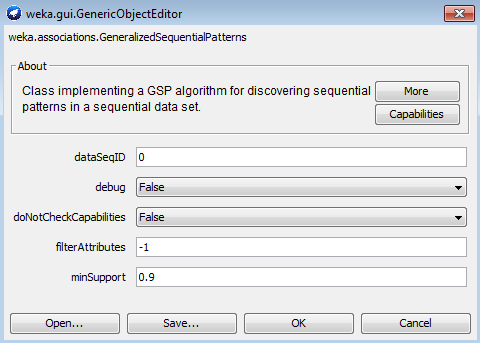 weka.gui.GenericObjectEditor
weka.associations.GeneralizedSequentialPatterns
About
Class implementing a GSP algorithm for discovering sequential
patterns in a sequential data set.
More
Capabilities
dataSeqID 0
debug False
doNotCheckCapabilities False
filterAttributes -1
minSupport 0.9
Open... Save... OK Cancel